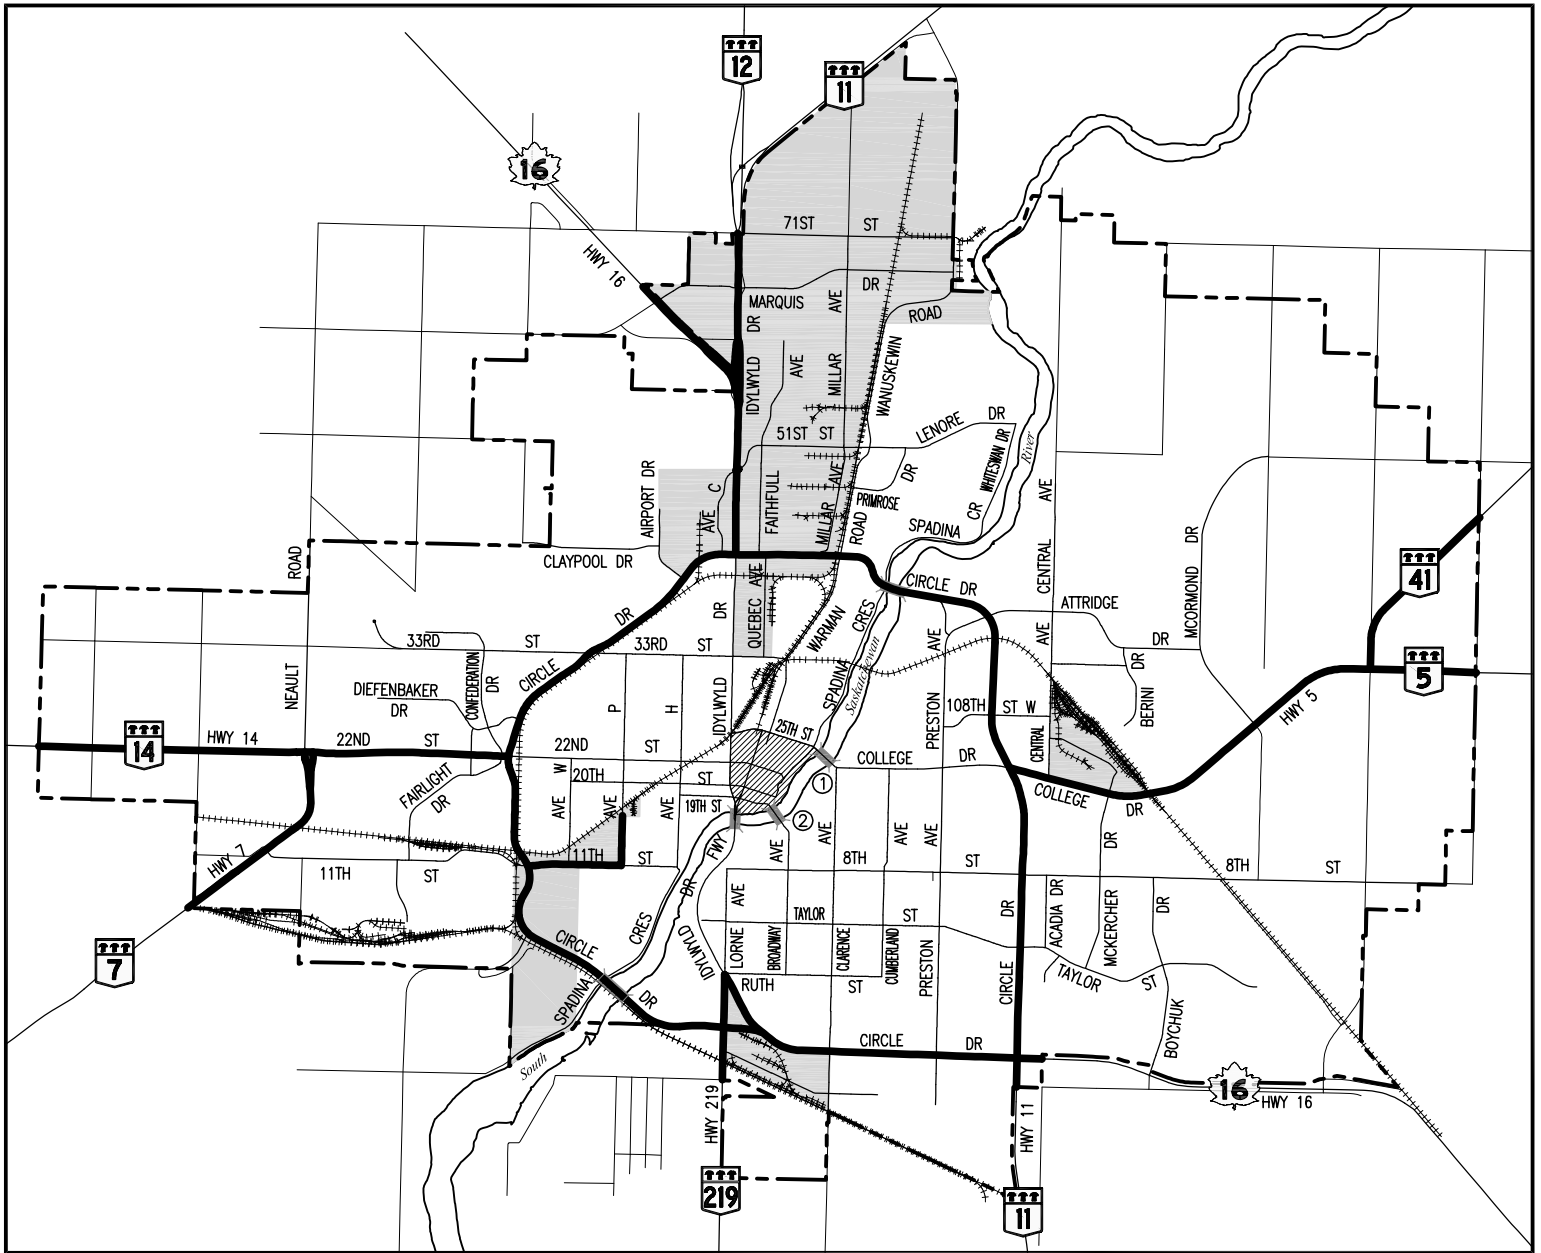 12
11
16
71ST ST
HWY 16
MARQUIS DR
ROAD
IDYLWYLD DR
AVE
MILLAR AVE
WANUSKEWIN
51ST ST
LENORE DR
WHITESWAN DR
River
AIRPORT DR
AVE C
FAITHFULL
MILLAR AVE
PRIMROSE DR
ROAD
SPADINA CR
CENTRAL AVE
MCORMOND DR
CLAYPOOL DR
NEAULT ROAD
CIRCLE DR
41
ATTRIDGE DR
33RD ST
33RD ST
CIRCLE DR
DR
QUEBEC AVE
WARMAN
SPADINA CRES
Saskatchewan
AVE
AVE
BERINI DR
5
HWY 5
CONFEDERATION DR
DIEFENBAKER DR
P
H
IDYLWYLD
25TH ST
PRESTON
108TH ST W
CENTRAL
14
HWY 14
22ND ST
22ND ST
W
20TH ST
COLLEGE DR
1
FAIRLIGHT DR
AVE
AVE
AVE
19TH ST
2
COLLEGE DR
FWY
AVE
AVE
AVE
AVE
DR
HWY 7
11TH ST
11TH ST
8TH ST
8TH ST
DR
CRES
AVE
TAYLOR ST
DR
ACADIA DR
MCKERCHER
DR
7
CIRCLE DR
IDYLWYLD
LORNE
BROADWAY
CLARENCE
CUMBERLAND
PRESTON
CIRCLE
TAYLOR ST
SPADINA
RUTH ST
BOYCHUK
CIRCLE DR
South
16
HWY 16
HWY 219
HWY 11
219
11